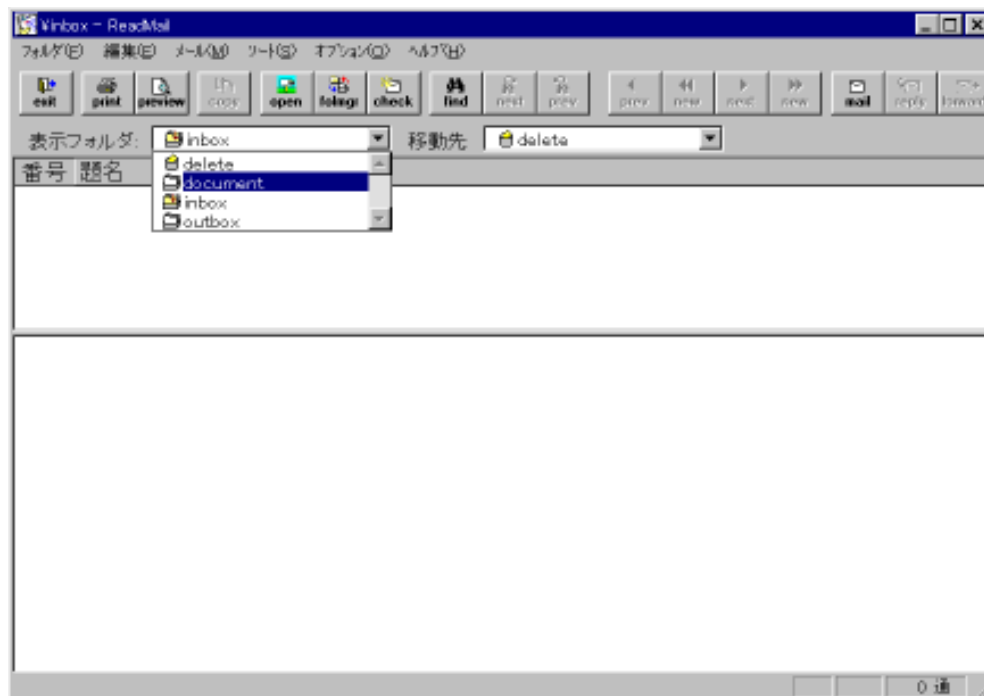 ¥inbox - ReadMail
フォルダ(F) 編集(E) メール(M) ソート(S) オプション(O) ヘルプ(H)
exit print preview copy open folmgr check find next prev prev new next new mail reply forward
表示フォルダ: inbox 移動先 delete
番号 題名
delete
document
inbox
outbox
0 通